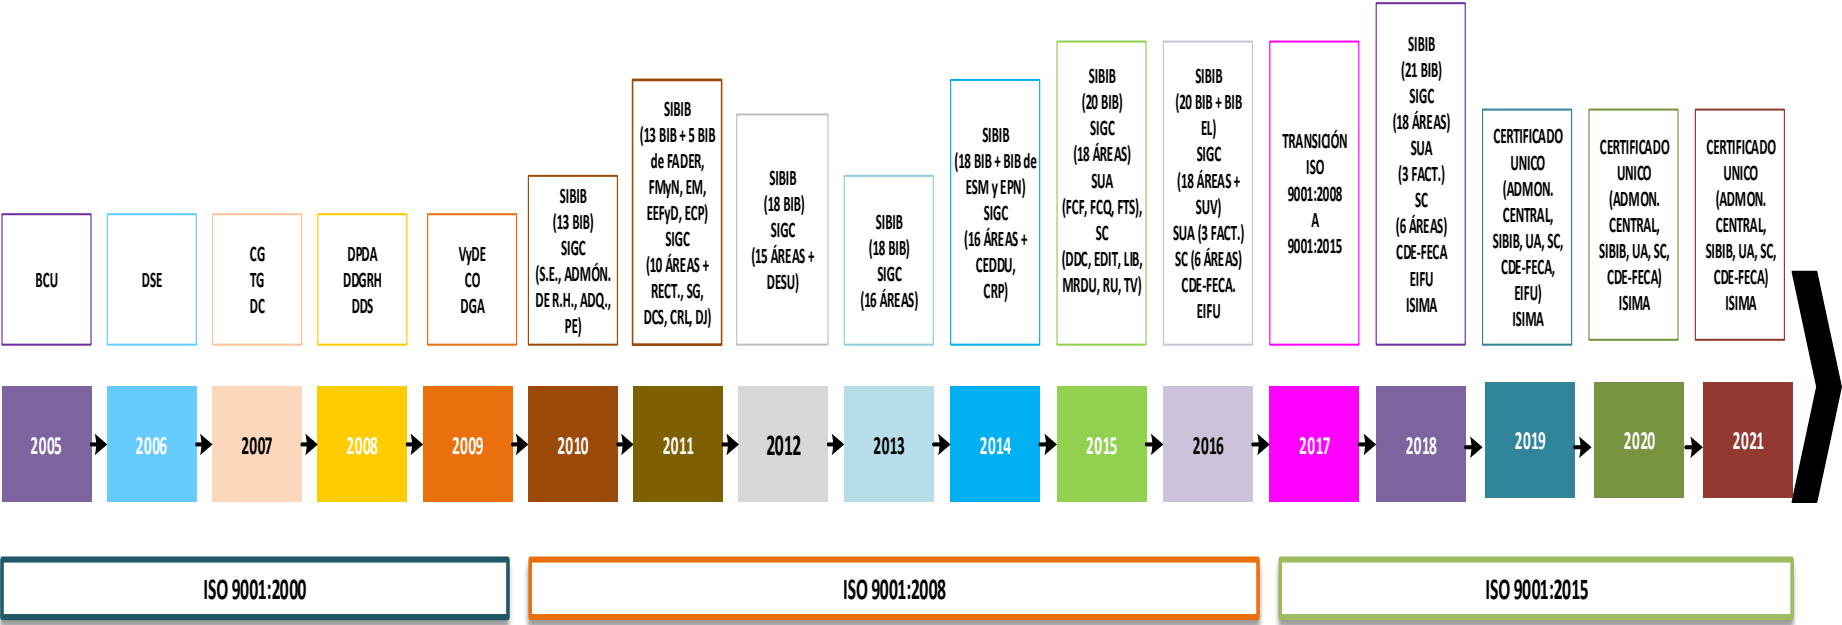 BCU
DSE
CG
TG
DC
DPDA
DDGRH
DDS
VyDE
CO
DGA
SIBIB
(13 BIB)
SIGC
(S.E., ADMÓN.
DE R.H., ADQ.,
PE)
SIBIB
(13 BIB + 5 BIB
de FADER,
FMyN, EM,
EEFyD, ECP)
SIGC
(10 ÁREAS +
RECT., SG,
DCS, CRL, DJ)
SIBIB
(18 BIB)
SIGC
(15 ÁREAS +
DESU)
SIBIB
(18 BIB)
SIGC
(16 ÁREAS)
SIBIB
(18 BIB + BIB de
ESM y EPN)
SIGC
(16 ÁREAS +
CEDDU,
CRP)
SIBIB
(20 BIB)
SIGC
(18 ÁREAS)
SUA
(FCF, FCQ, FTS),
SC
(DDC, EDIT, LIB,
MRDU, RU, TV)
SIBIB
(20 BIB + BIB
EL)
SIGC
(18 ÁREAS +
SUV)
SUA (3 FACT.)
SC (6 ÁREAS)
CDE-FECA.
EIFU
TRANSICIÓN
ISO
9001:2008
A
9001:2015
SIBIB
(21 BIB)
SIGC
(18 ÁREAS)
SUA
(3 FACT.)
SC
(6 ÁREAS)
CDE-FECA
EIFU
ISIMA
CERTIFICADO
UNICO
(ADMON.
CENTRAL,
SIBIB, UA, SC,
CDE-FECA,
EIFU)
ISIMA
CERTIFICADO
UNICO
(ADMON.
CENTRAL,
SIBIB, UA, SC,
CDE-FECA)
ISIMA
CERTIFICADO
UNICO
(ADMON.
CENTRAL,
SIBIB, UA, SC,
CDE-FECA)
ISIMA
2005
2006
2007
2008
2009
2010
2011
2012
2013
2014
2015
2016
2017
2018
2019
2020
2021
ISO 9001:2000
ISO 9001:2008
ISO 9001:2015